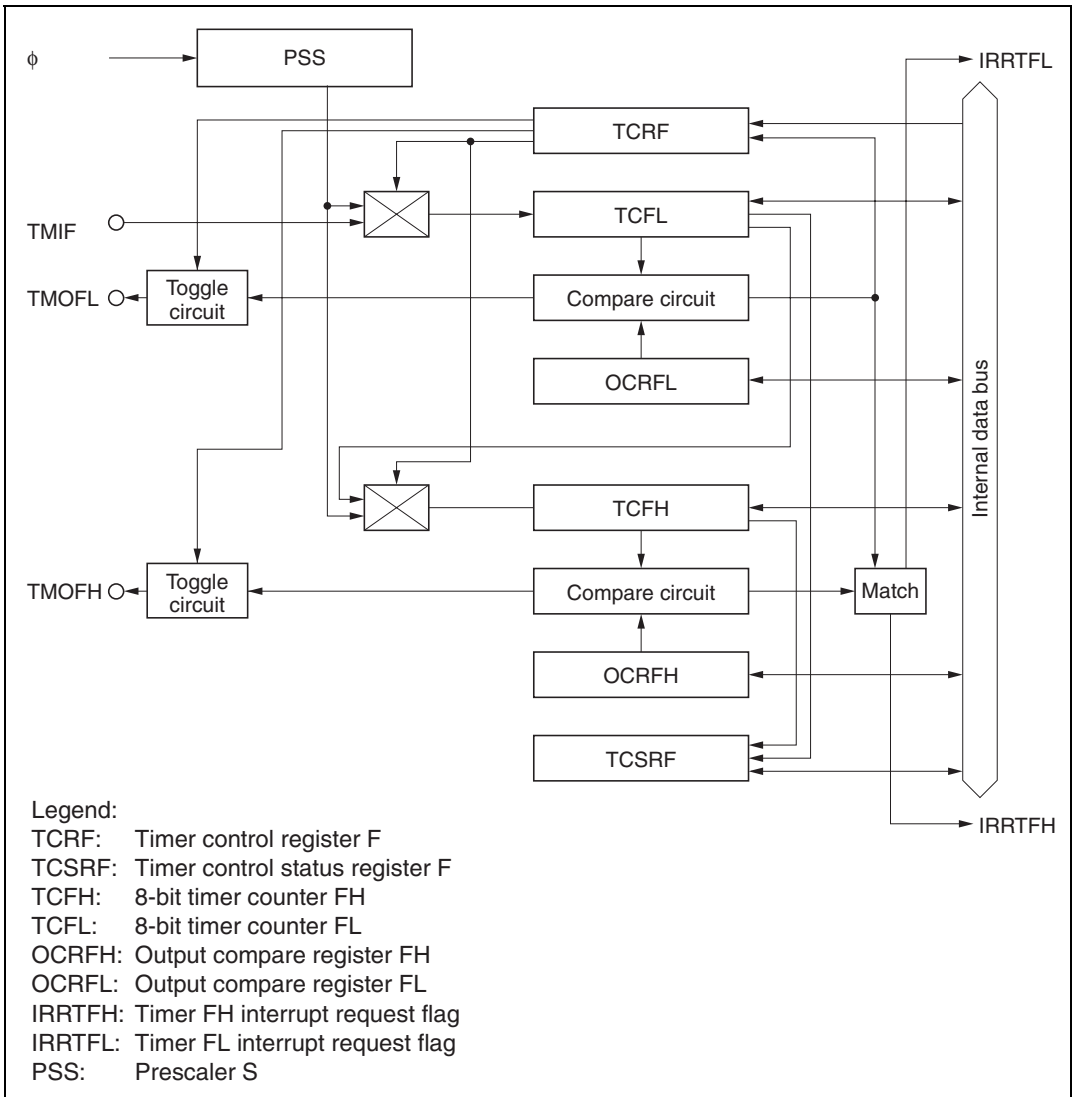 φ
PSS
IRRTFL
TCRF
TMIF
TCFL
TMOFL
Toggle
circuit
Compare circuit
OCRFL
Internal data bus
TCFH
TMOFH
Toggle
circuit
Compare circuit
Match
OCRFH
TCSRF
IRRTFH
Legend:
TCRF: Timer control register F
TCSRF: Timer control status register F
TCFH: 8-bit timer counter FH
TCFL: 8-bit timer counter FL
OCRFH: Output compare register FH
OCRFL: Output compare register FL
IRRTFH: Timer FH interrupt request flag
IRRTFL: Timer FL interrupt request flag
PSS: Prescaler S